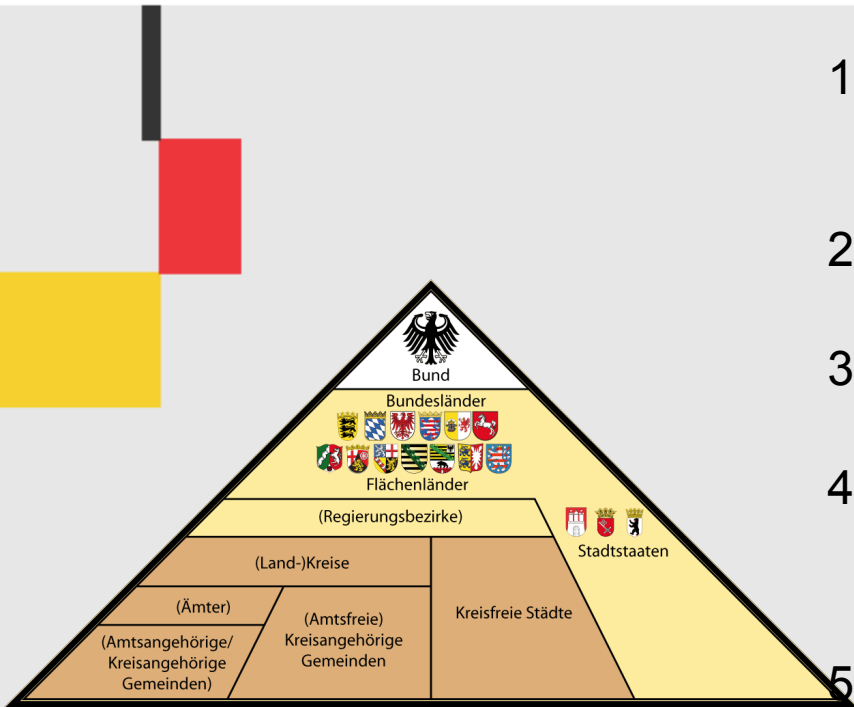 1
2
3
4
5
Bund
Bundesländer
Flächenländer
(Regierungsbezirke)
Stadtstaaten
(Land-)Kreise
(Ämter)
(Amtsangehörige/
Kreisangehörige
Gemeinden)
(Amtsfreie)
Kreisangehörige
Gemeinden
Kreisfreie Städte